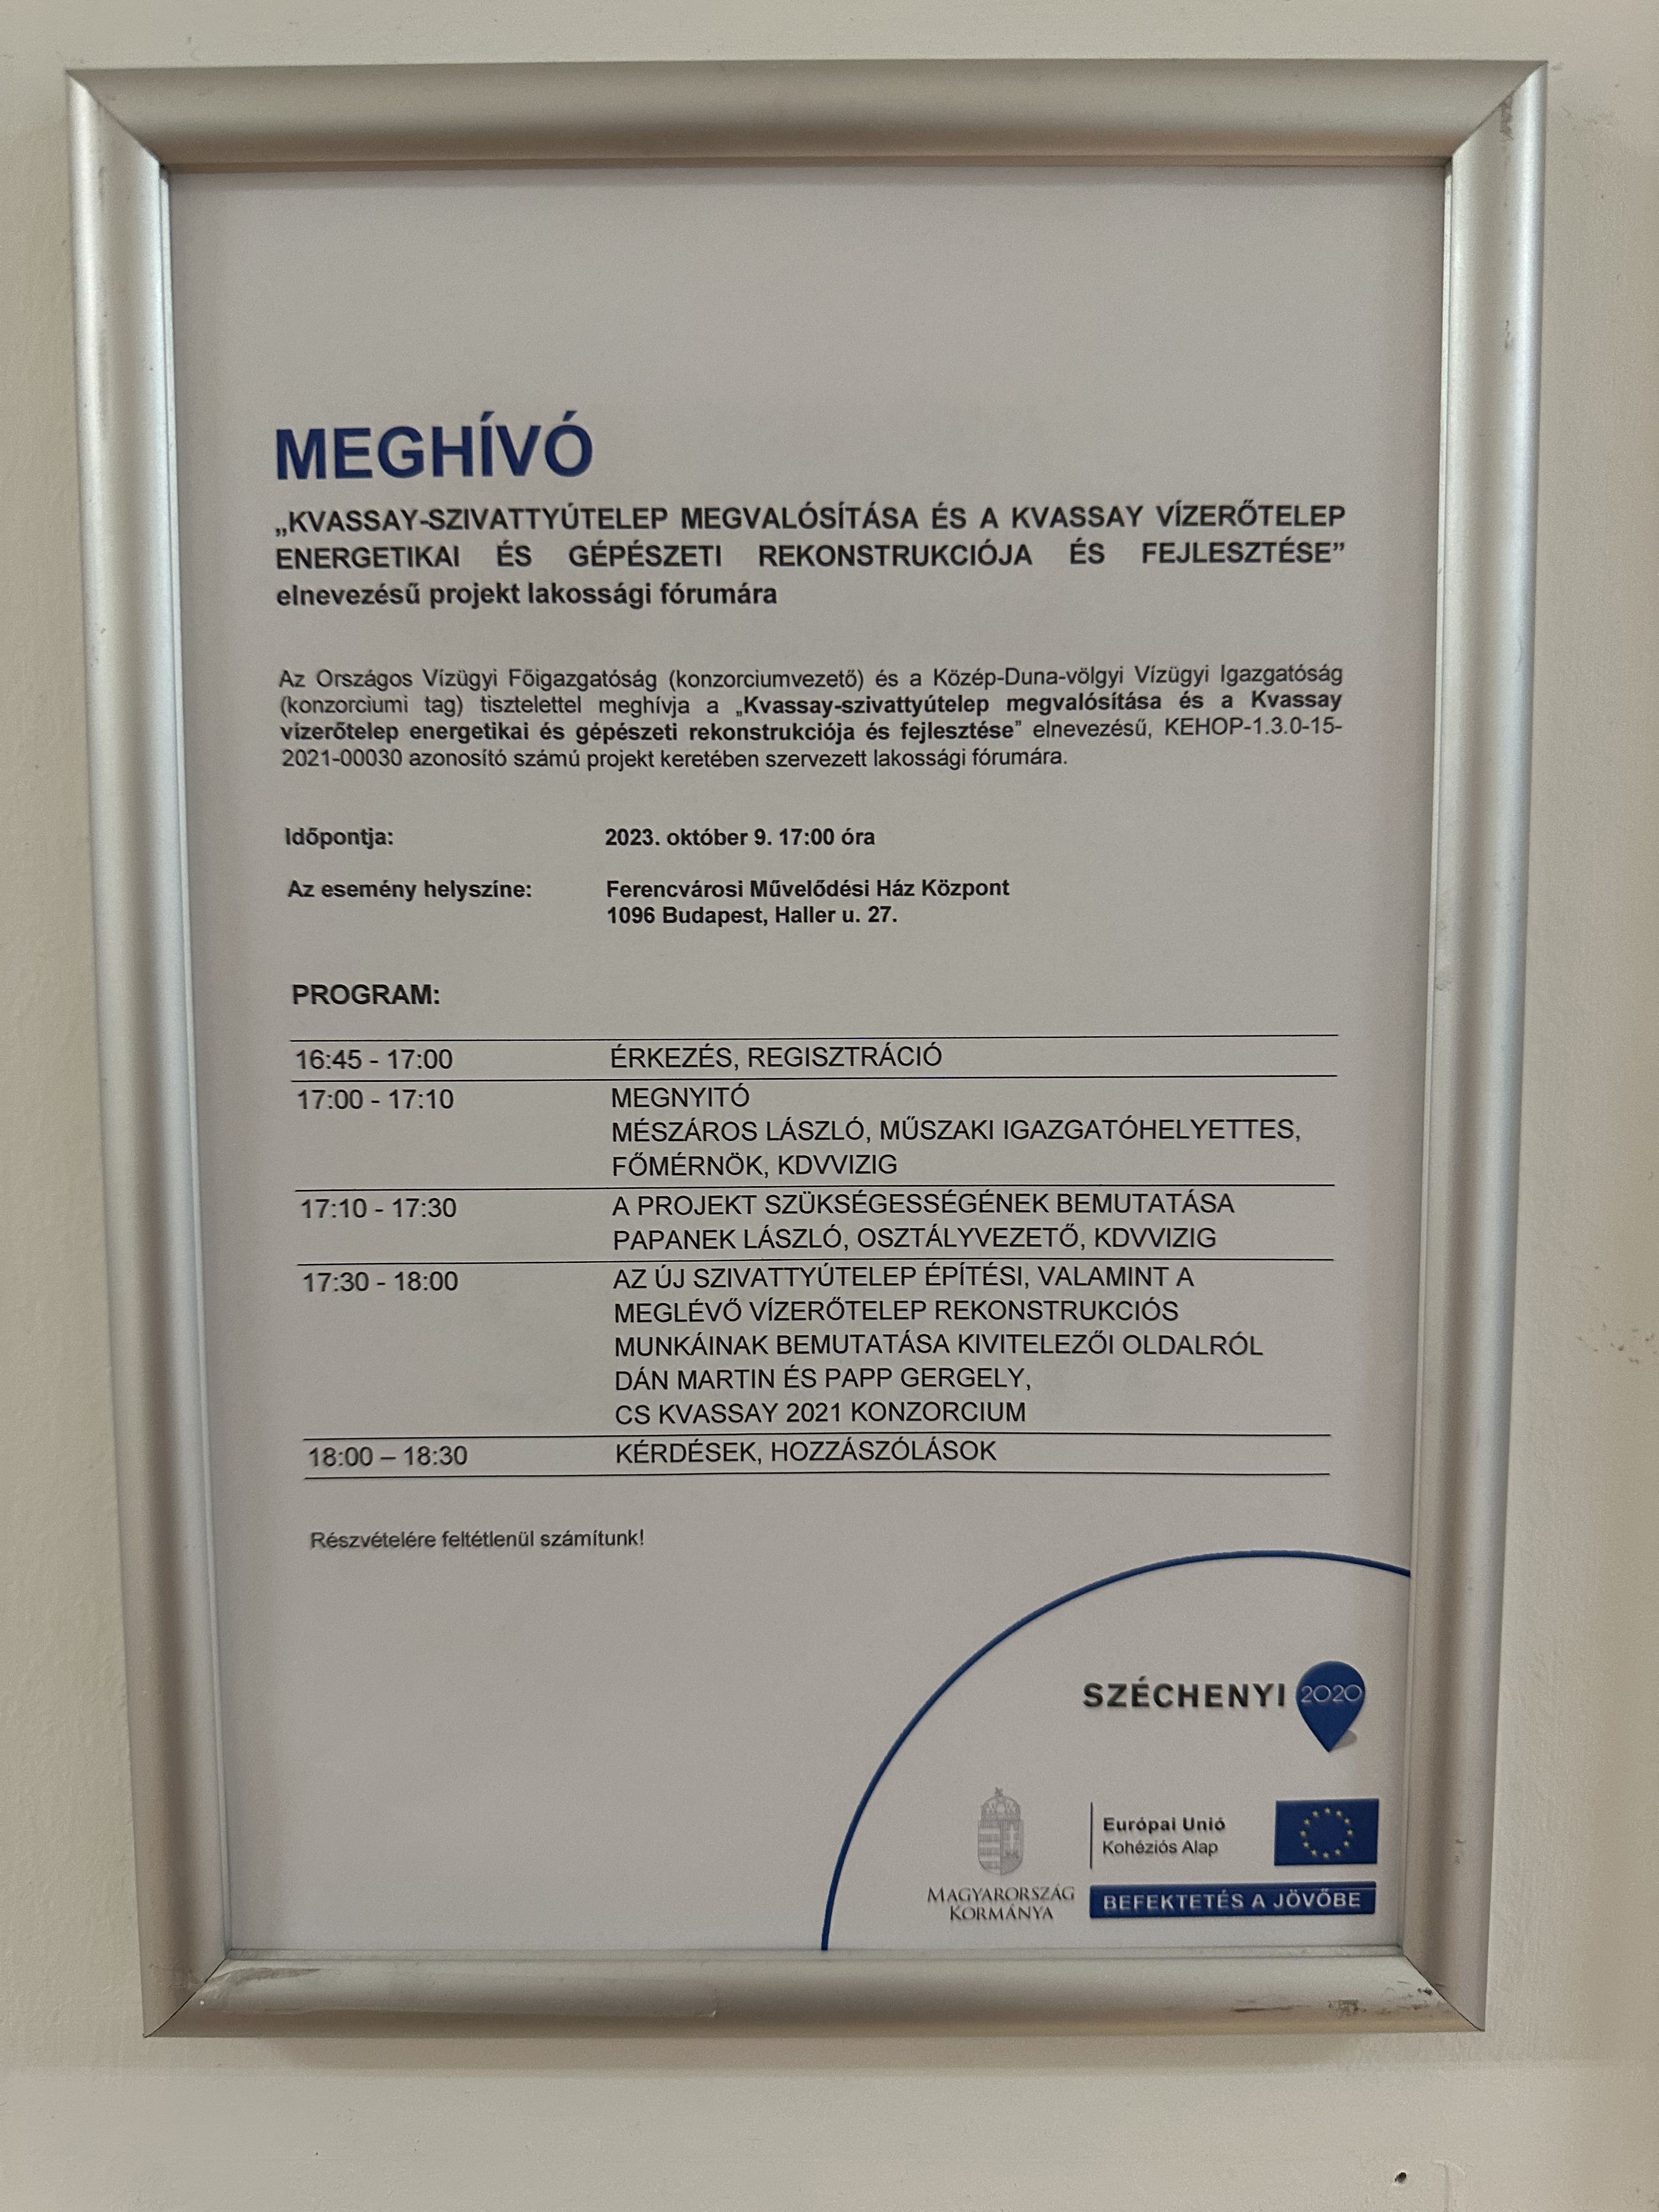 MEGHÍVÓ
„KVASSAY-SZIVATTYÚTELEP MEGVALÓSÍTÁSA ÉS A KVASSAY VÍZERŐTELEP
ENERGETIKAI ÉS GÉPÉSZETI REKONSTRUKCIÓJA ÉS FEJLESZTÉSE”
elnevezésű projekt lakossági fórumára
Az Országos Vízügyi Főigazgatóság (konzorciumvezető) és a Közép-Duna-völgyi Vízügyi Igazgatóság
(konzorciumi tag) tisztelettel meghívja a „Kvassay-szivattyútelep megvalósítása és a Kvassay
vízerőtelep energetikai és gépészeti rekonstrukciója és fejlesztése” elnevezésű, KEHOP-1.3.0-15-
2021-00030 azonosító számú projekt keretében szervezett lakossági fórumára.
Időpontja: 2023. október 9. 17:00 óra
Az esemény helyszíne: Ferencvárosi Művelődési Ház Központ
1096 Budapest, Haller u. 27.
PROGRAM:
16:45 - 17:00 ÉRKEZÉS, REGISZTRÁCIÓ
17:00 - 17:10 MEGNYITÓ
MÉSZÁROS LÁSZLÓ, MŰSZAKI IGAZGATÓHELYETTES,
FŐMÉRNÖK, KDVVIZIG
17:10 - 17:30 A PROJEKT SZÜKSÉGESSÉGÉNEK BEMUTATÁSA
PAPANEK LÁSZLÓ, OSZTÁLYVEZETŐ, KDVVIZIG
17:30 - 18:00 AZ ÚJ SZIVATTYÚTELEP ÉPÍTÉSI, VALAMINT A
MEGLÉVŐ VÍZERŐTELEP REKONSTRUKCIÓS
MUNKÁINAK BEMUTATÁSA KIVITELEZŐI OLDALRÓL
DÁN MARTIN ÉS PAPP GERGELY,
CS KVASSAY 2021 KONZORCIUM
18:00 – 18:30 KÉRDÉSEK, HOZZÁSZÓLÁSOK
Részvételére feltétlenül számítunk!
SZÉCHENYI 2020
Európai Unió
Kohéziós Alap
MAGYARORSZÁG
KORMÁNYA
BEFEKTETÉS A JÖVŐBE